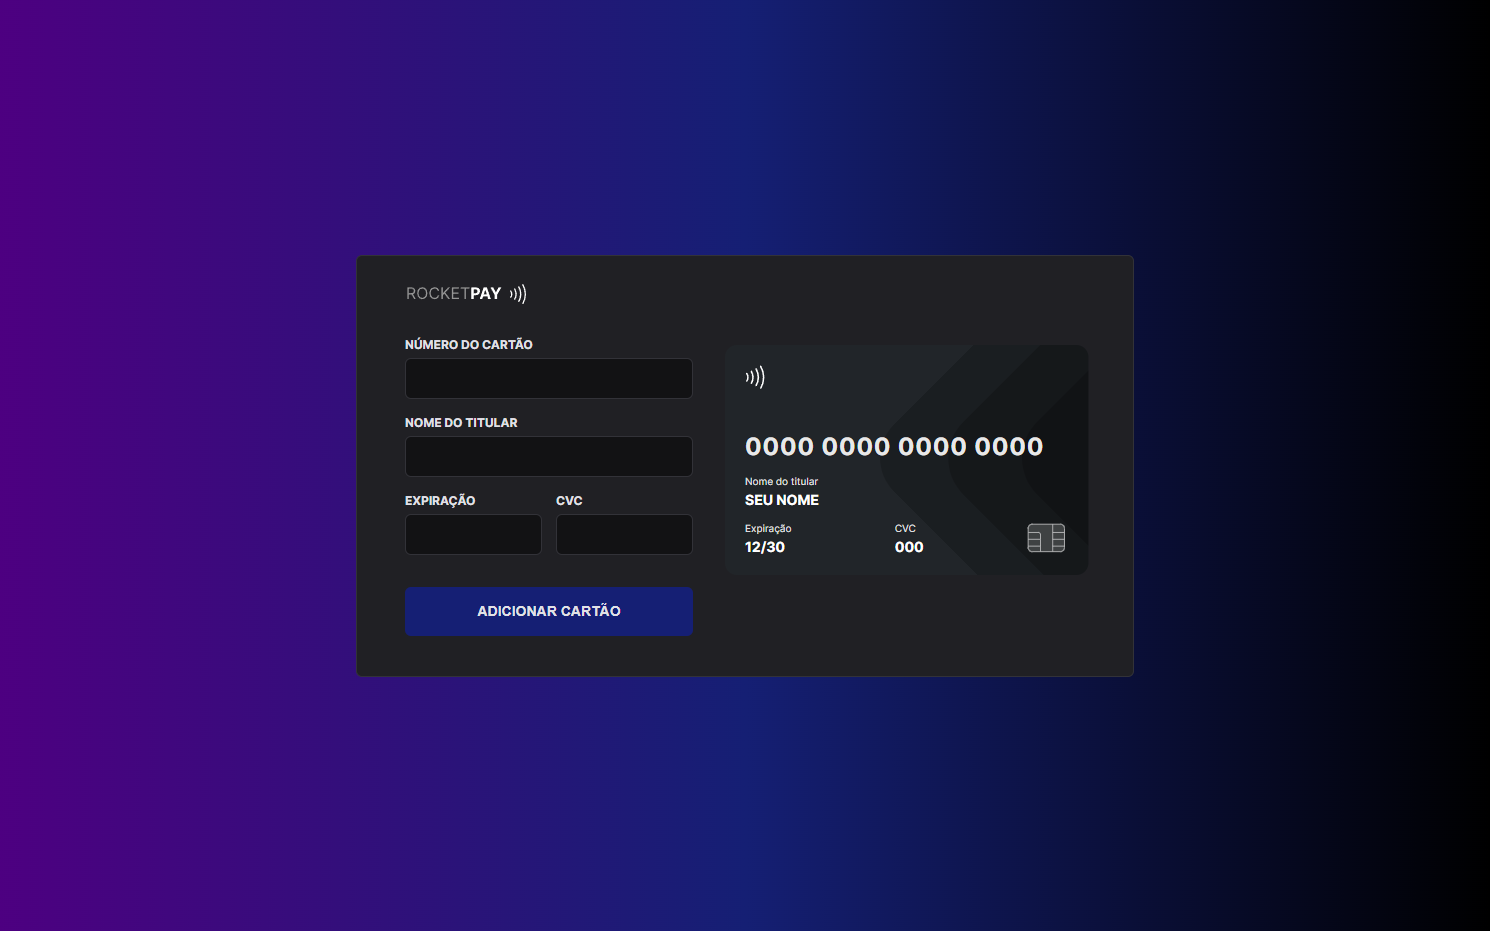 ROCKETPAY
NÚMERO DO CARTÃO
NOME DO TITULAR
EXPIRAÇÃO CVC
ADICIONAR CARTÃO
0000 0000 0000 0000
Nome do titular
SEU NOME
Expiração CVC
12/30 000